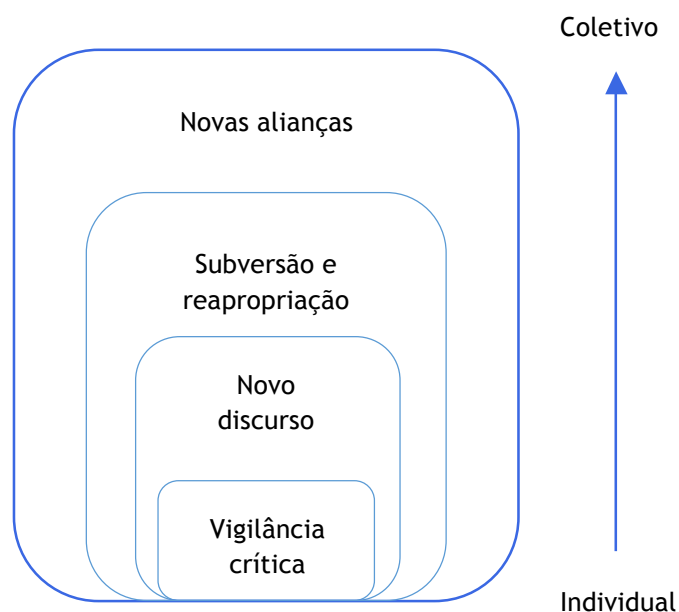 Coletivo
Novas alianças
Subversão e
reapropriação
Novo
discurso
Vigilância
crítica
Individual